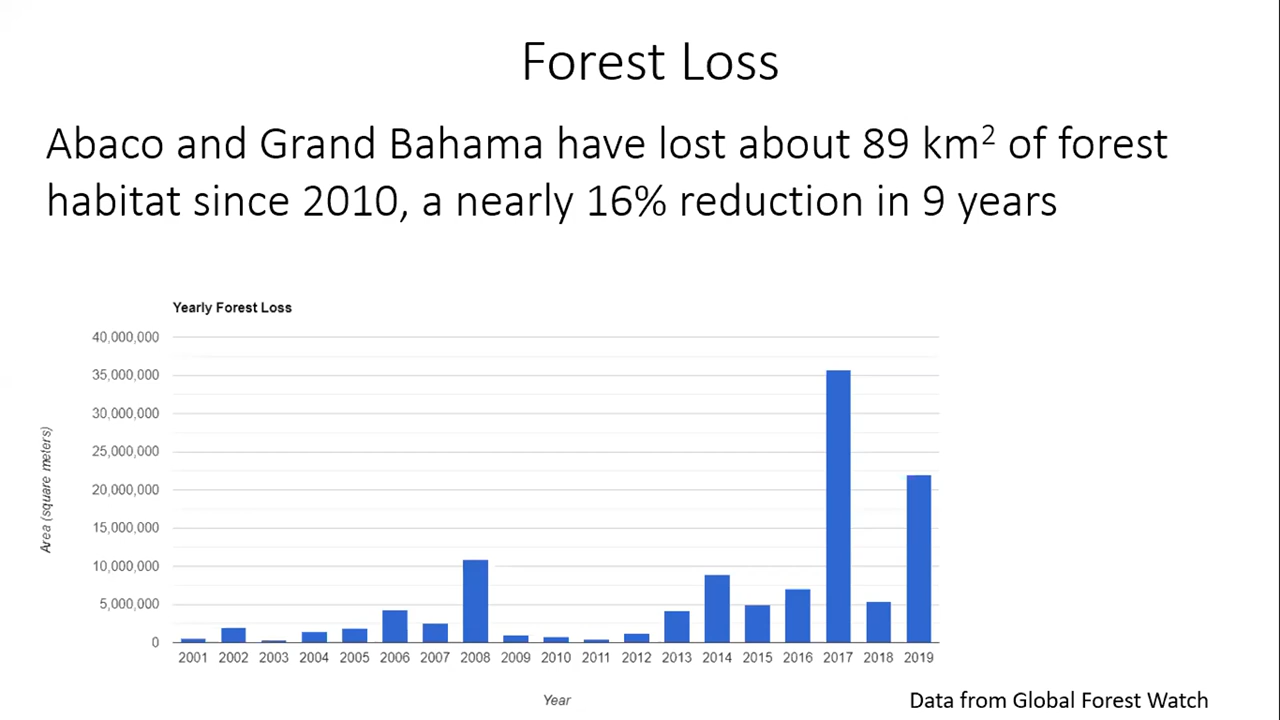 Forest Loss
Abaco and Grand Bahama have lost about 89 km² of forest
habitat since 2010, a nearly 16% reduction in 9 years
Yearly Forest Loss
40,000,000
35,000,000
30,000,000
25,000,000
20,000,000
15,000,000
10,000,000
5,000,000
0
Area (square meters)
2001 2002 2003 2004 2005 2006 2007 2008 2009 2010 2011 2012 2013 2014 2015 2016 2017 2018 2019
Year
Data from Global Forest Watch